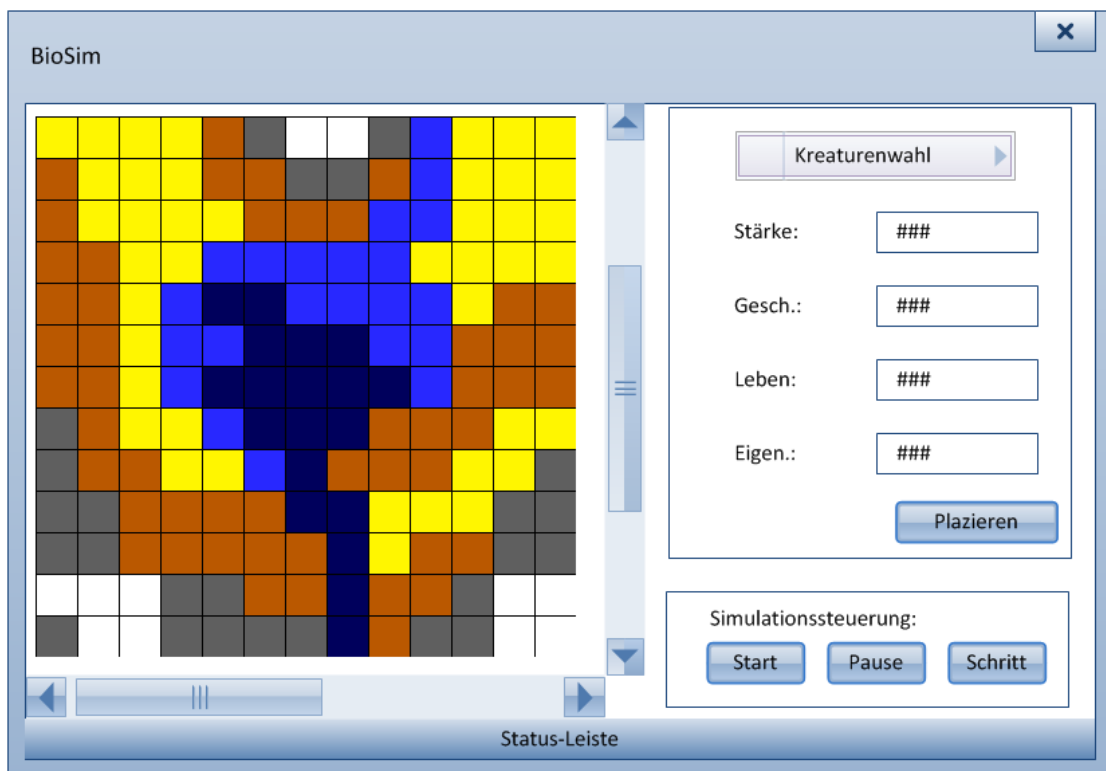 BioSim
Kreaturenwahl
Stärke: ###
Gesch.: ###
Leben: ###
Eigen.: ###
Plazieren
Simulationssteuerung:
Start Pause Schritt
Status-Leiste